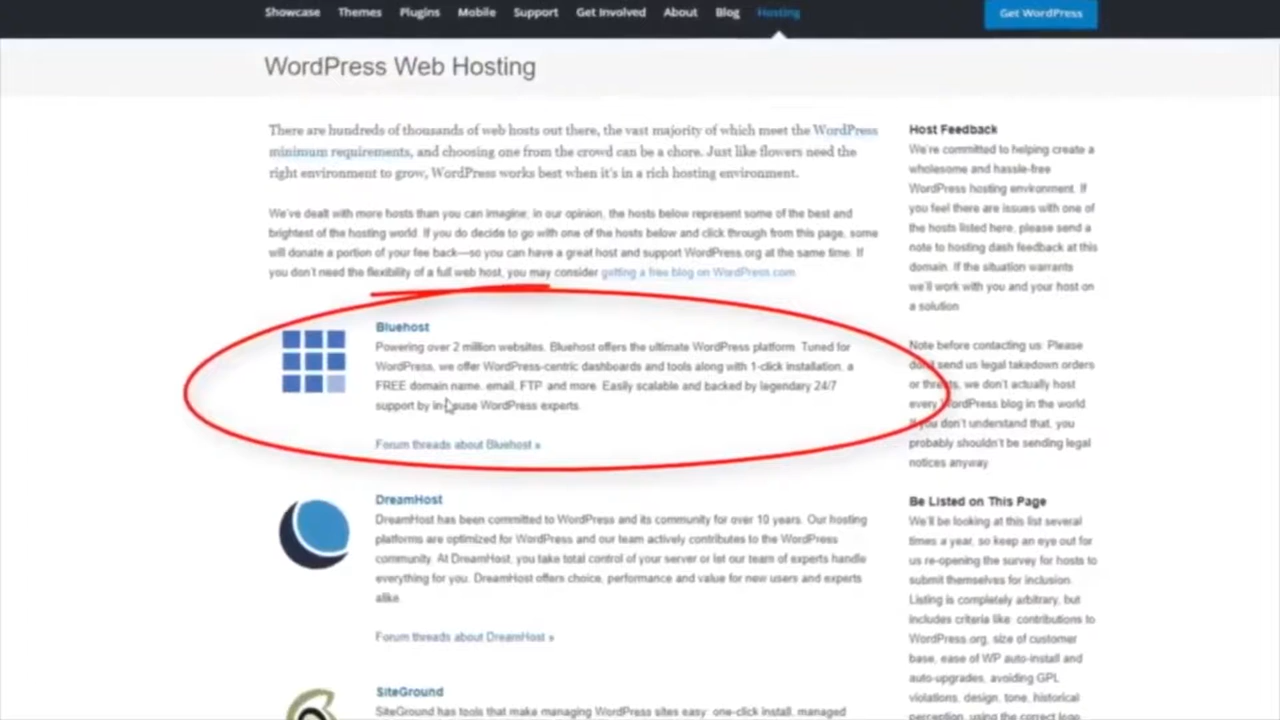 Showcase Themes Plugins Mobile Support Get Involved About Blog Hosting Get WordPress
WordPress Web Hosting
There are hundreds of thousands of web hosts out there, the vast majority of which meet the WordPress
minimum requirements, and choosing one from the crowd can be a chore. Just like flowers need the
right environment to grow, WordPress works best when it's in a rich hosting environment.
We've dealt with more hosts than you can imagine; in our opinion, the hosts below represent some of the best and
brightest of the hosting world. If you do decide to go with one of the hosts below and click through from this page, some
will donate a portion of your fee back—so you can have a great host and support WordPress.org at the same time. If
you don't need the flexibility of a full web host, you may consider getting a free blog on WordPress.com.
Bluehost
Powering over 2 million websites, Bluehost offers the ultimate WordPress platform. Tuned for
WordPress, we offer WordPress-centric dashboards and tools along with 1-click installation, a
FREE domain name, email, FTP, and more. Easily scalable and backed by legendary 24/7
support by in-house WordPress experts.
Forum threads about Bluehost »
DreamHost
DreamHost has been committed to WordPress and its community for over 10 years. Our hosting
platforms are optimized for WordPress and our team actively contributes to the WordPress
community. At DreamHost, you take total control of your server or let our team of experts handle
everything for you. DreamHost offers choice, performance and value for new users and experts
alike.
Forum threads about DreamHost »
SiteGround
SiteGround has tools that make managing WordPress sites easy: one-click install, managed
Host Feedback
We're committed to helping create a
wholesome and hassle-free
WordPress hosting environment. If
you feel there are issues with one of
the hosts listed here, please send a
note to hosting dash feedback at this
domain. If the situation warrants
we'll work with you and your host on
a solution.
Note before contacting us: Please
don't send us legal takedown orders
or threats, we don't actually host
every WordPress blog in the world.
If you don't understand that, you
probably shouldn't be sending legal
notices anyway.
Be Listed on This Page
We'll be looking at this list several
times a year, so keep an eye out for
us re-opening the survey for hosts to
submit themselves for inclusion.
Listing is completely arbitrary, but
includes criteria like: contributions to
WordPress.org, size of customer
base, ease of WP auto-install and
auto-upgrades, avoiding GPL
violations, design, tone, historical
perception, using the correct logo,